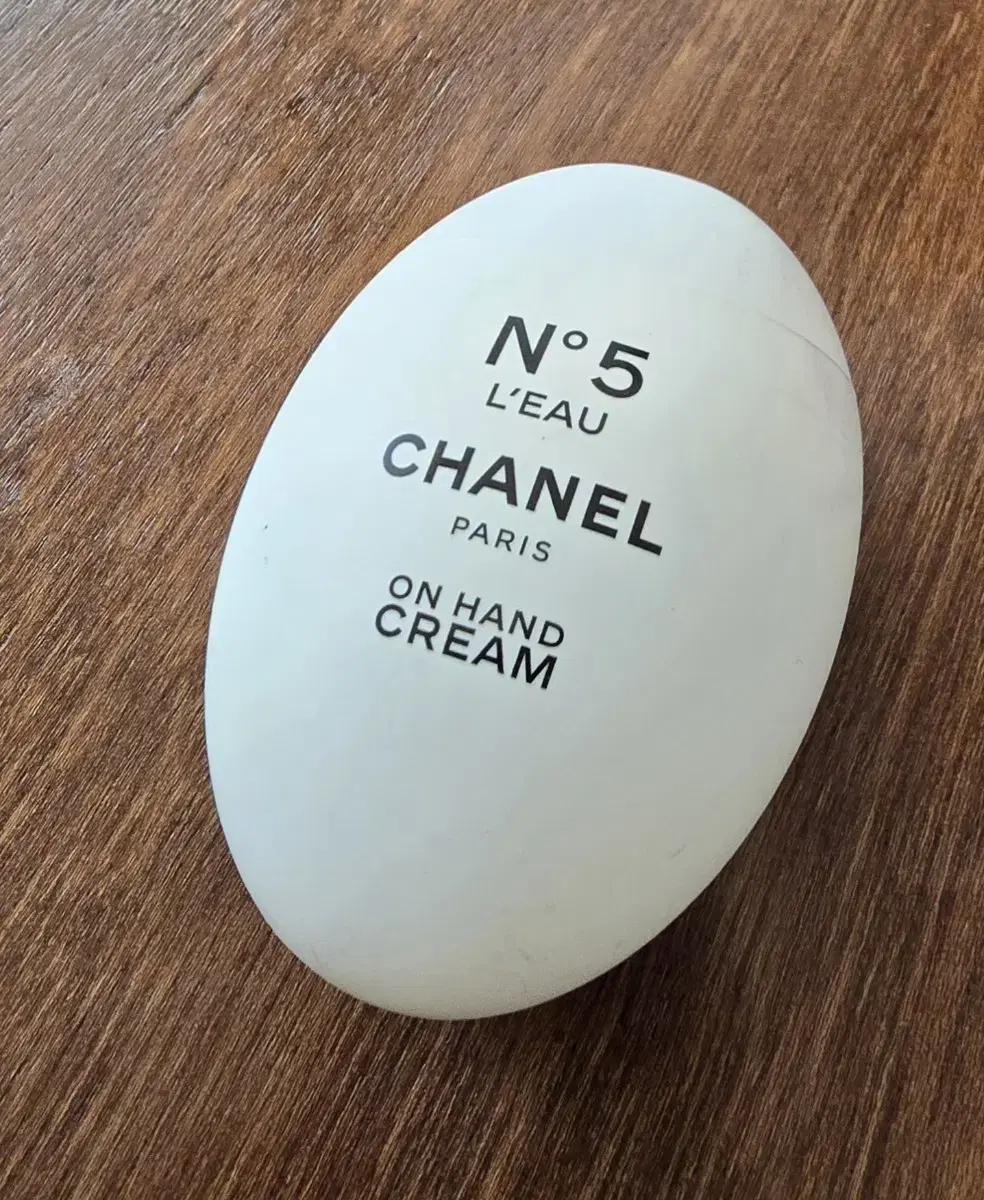 N°5
L'EAU
CHANEL
PARIS
ON HAND
CREAM